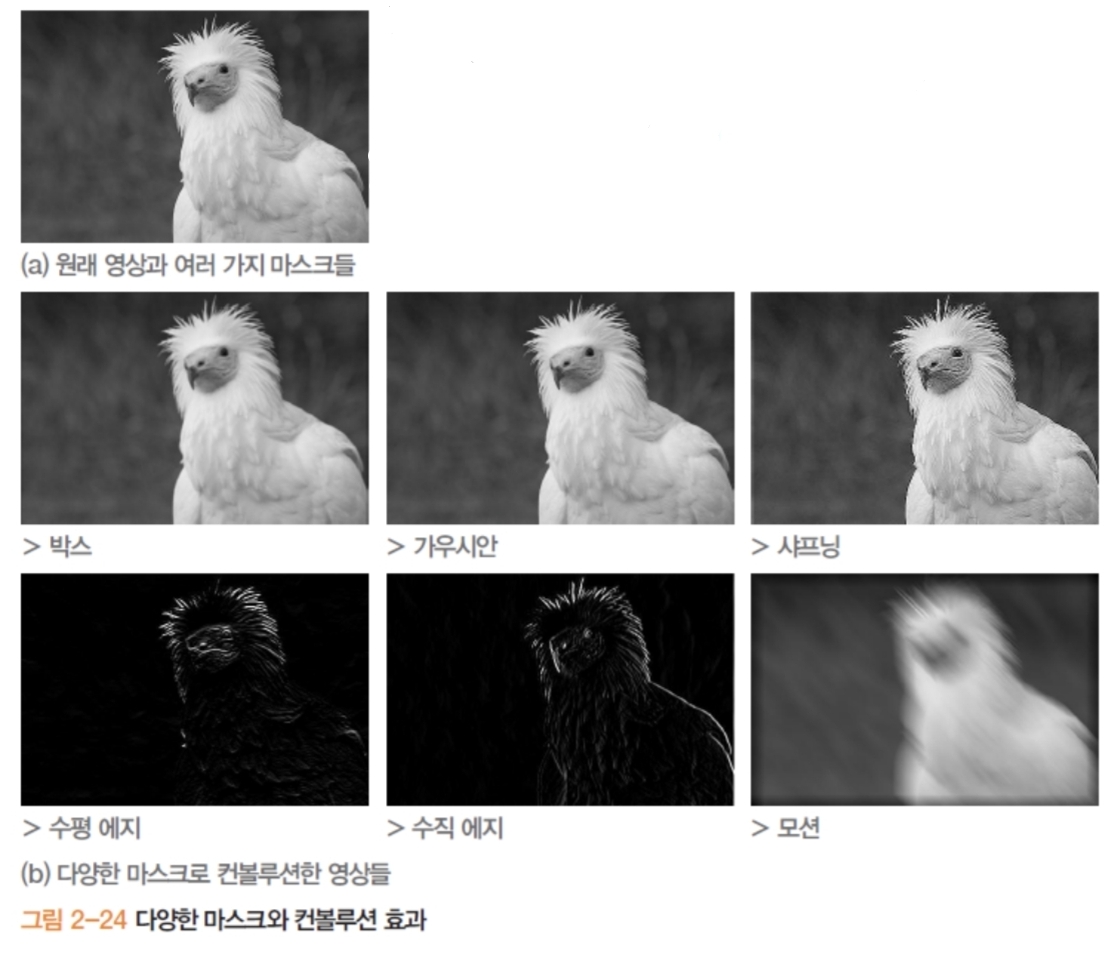 (a) 원래 영상과 여러 가지 마스크들
> 박스
> 가우시안
> 샤프닝
> 수평 에지
> 수직 에지
> 모션
(b) 다양한 마스크로 컨볼루션한 영상들
그림 2-24 다양한 마스크와 컨볼루션 효과